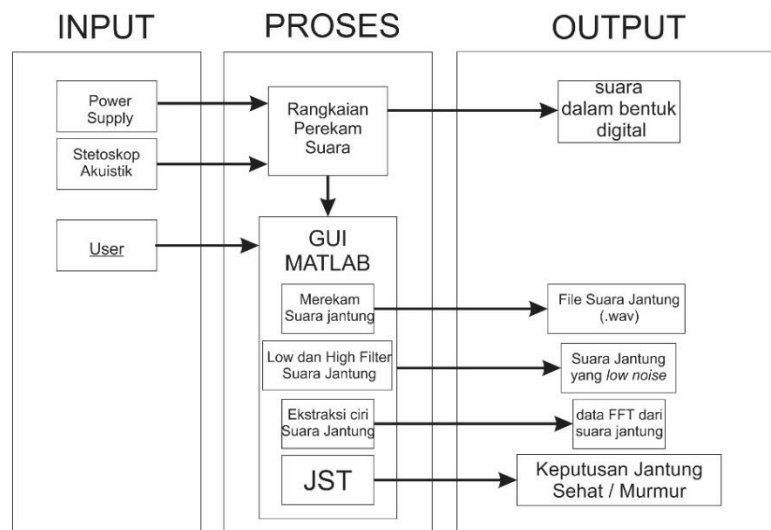 INPUT
PROSES
OUTPUT
Power
Supply
Stetoskop
Akuistik
User
Rangkaian
Perekam
Suara
GUI
MATLAB
Merekam
Suara jantung
Low dan High Filter
Suara Jantung
Ekstraksi ciri
Suara Jantung
JST
suara
dalam bentuk
digital
File Suara Jantung
(.wav)
Suara Jantung
yang low noise
data FFT dari
suara jantung
Keputusan Jantung
Sehat / Murmur